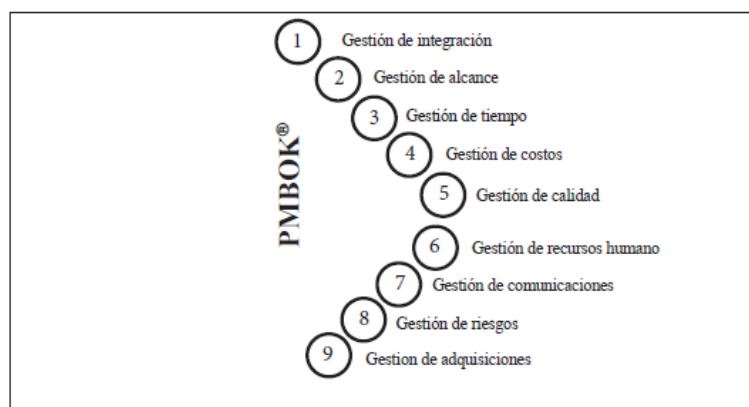 1 Gestión de integración
2 Gestión de alcance
3 Gestión de tiempo
4 Gestión de costos
5 Gestión de calidad
PMBOK®
6 Gestión de recursos humano
7 Gestión de comunicaciones
8 Gestión de riesgos
9 Gestion de adquisiciones